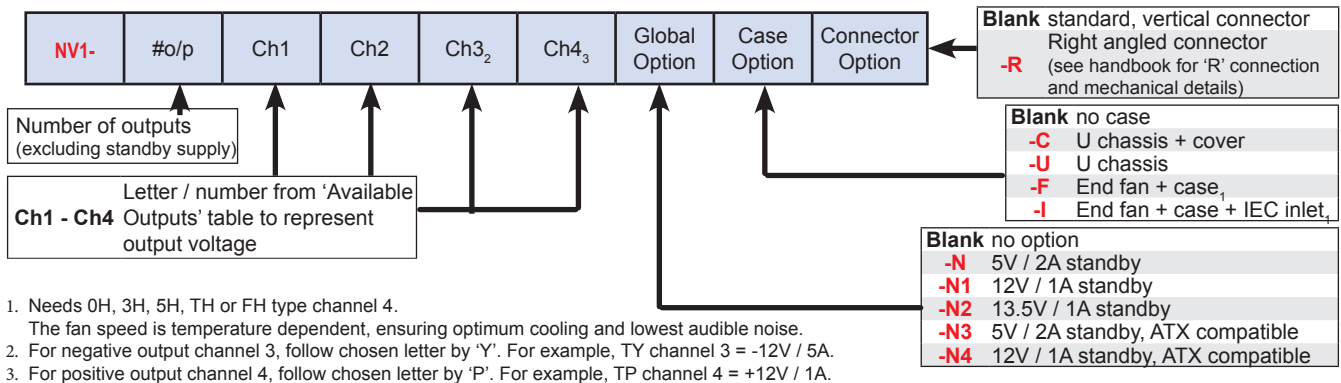 NV1- #o/p Ch1 Ch2 Ch3₂ Ch4₃ Global Option Case Option Connector Option
Blank standard, vertical connector
-R Right angled connector
(see handbook for 'R' connection
and mechanical details)
Number of outputs
(excluding standby supply)
Blank no case
-C U chassis + cover
-U U chassis
-F End fan + case₁
-I End fan + case + IEC inlet₁
Ch1 - Ch4 Letter / number from 'Available
Outputs' table to represent
output voltage
Blank no option
-N 5V / 2A standby
-N1 12V / 1A standby
-N2 13.5V / 1A standby
-N3 5V / 2A standby, ATX compatible
-N4 12V / 1A standby, ATX compatible
1. Needs 0H, 3H, 5H, TH or FH type channel 4.
The fan speed is temperature dependent, ensuring optimum cooling and lowest audible noise.
2. For negative output channel 3, follow chosen letter by 'Y'. For example, TY channel 3 = -12V / 5A.
3. For positive output channel 4, follow chosen letter by 'P'. For example, TP channel 4 = +12V / 1A.